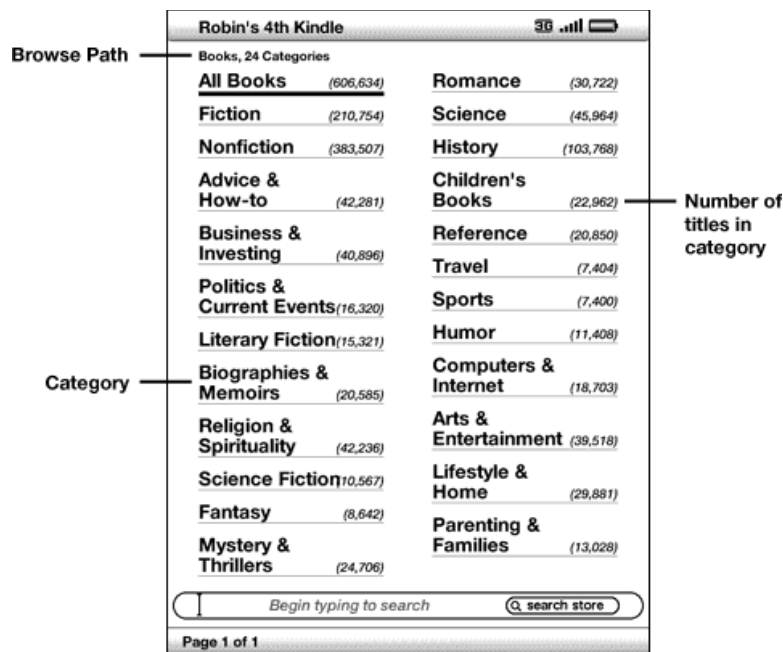 Robin's 4th Kindle
3G
Browse Path
Books, 24 Categories
All Books (606,634)
Fiction (210,754)
Nonfiction (383,507)
Advice &
How-to (42,281)
Business &
Investing (40,896)
Politics &
Current Events (16,320)
Literary Fiction (15,321)
Category
Biographies &
Memoirs (20,585)
Religion &
Spirituality (42,236)
Science Fiction 10,567)
Fantasy (8,642)
Mystery &
Thrillers (24,706)
Romance (30,722)
Science (45,964)
History (103,768)
Children's
Books (22,962)
Number of
titles in
category
Reference (20,850)
Travel (7,404)
Sports (7,400)
Humor (11,408)
Computers &
Internet (18,703)
Arts &
Entertainment (39,518)
Lifestyle &
Home (29,881)
Parenting &
Families (13,028)
Begin typing to search
search store
Page 1 of 1